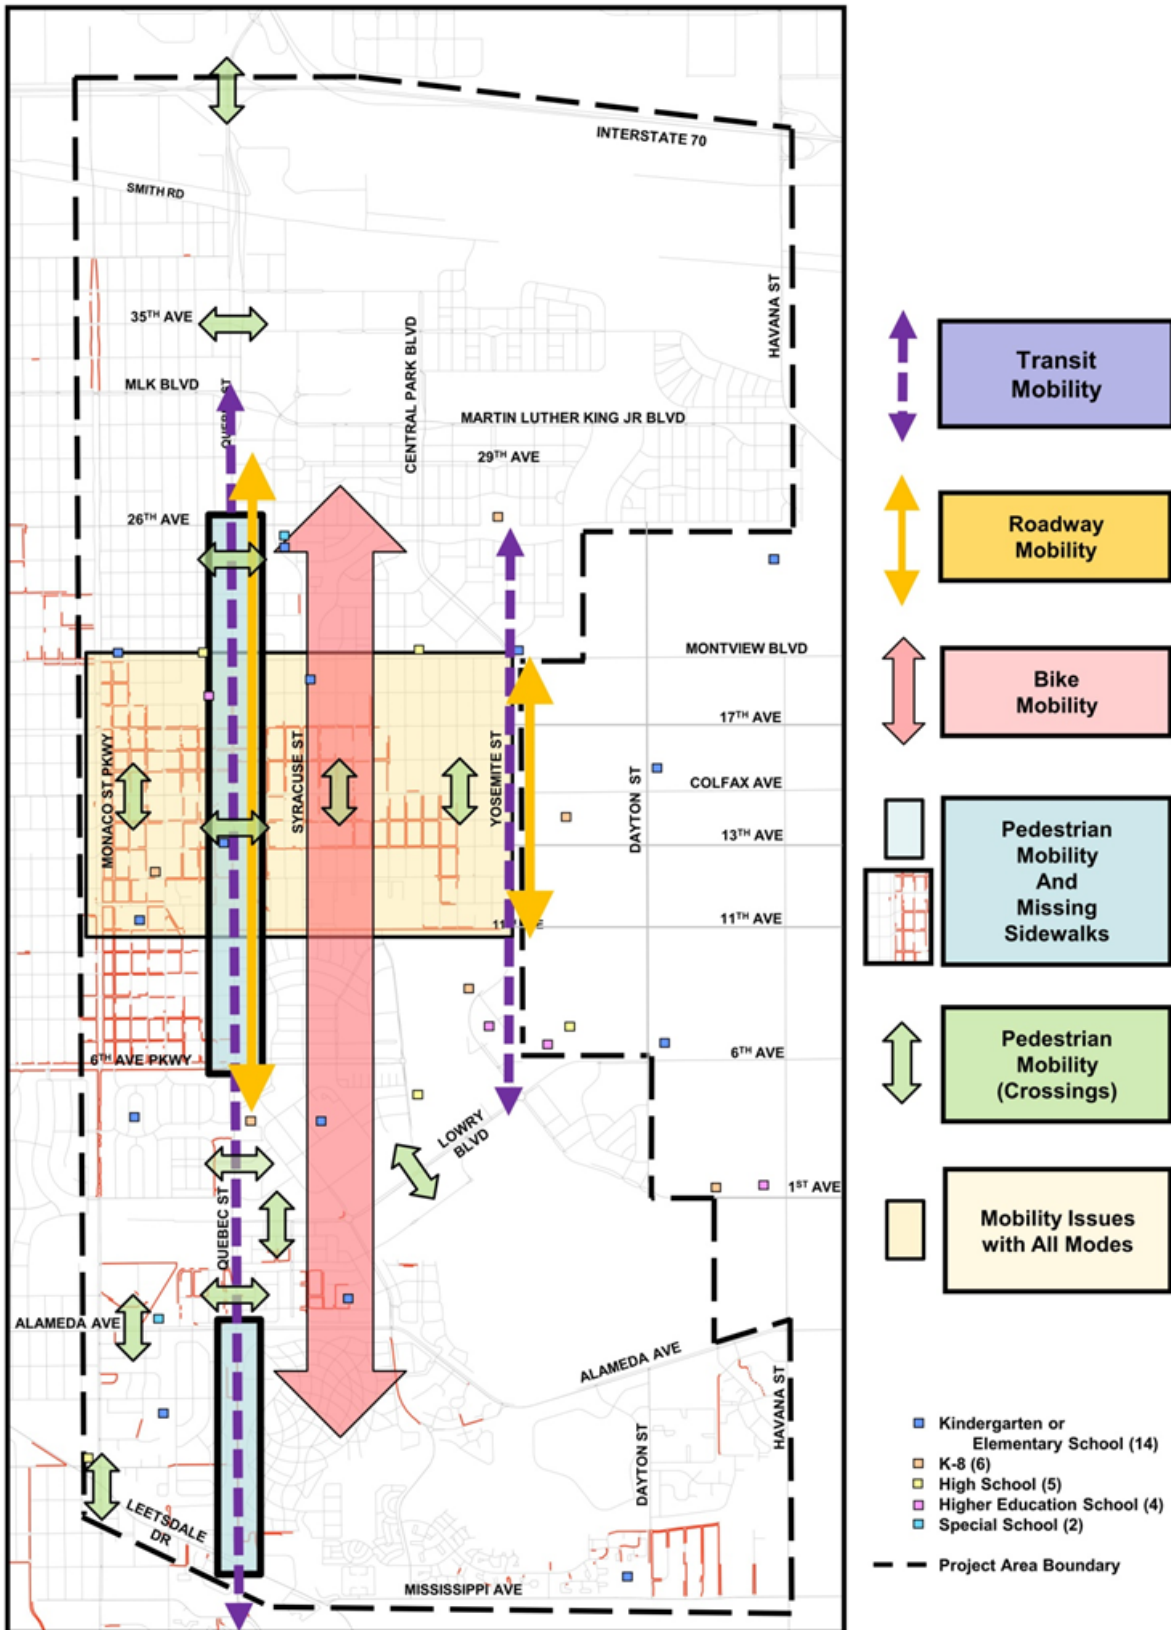 INTERSTATE 70
SMITH RD
HAVANA ST
35TH AVE
CENTRAL PARK BLVD
MLK BLVD
QUEBEC ST
MARTIN LUTHER KING JR BLVD
29TH AVE
26TH AVE
MONTVIEW BLVD
17TH AVE
MONACO ST PKWY
SYRACUSE ST
YOSEMITE ST
DAYTON ST
COLFAX AVE
13TH AVE
11TH AVE
6TH AVE PKWY
6TH AVE
LOWRY
BLVD
1ST AVE
QUEBEC ST
ALAMEDA AVE
ALAMEDA AVE
HAVANA ST
DAYTON ST
LEETSDALE
DR
MISSISSIPPI AVE
Transit
Mobility
Roadway
Mobility
Bike
Mobility
Pedestrian
Mobility
And
Missing
Sidewalks
Pedestrian
Mobility
(Crossings)
Mobility Issues
with All Modes
Kindergarten or
Elementary School (14)
K-8 (6)
High School (5)
Higher Education School (4)
Special School (2)
Project Area Boundary